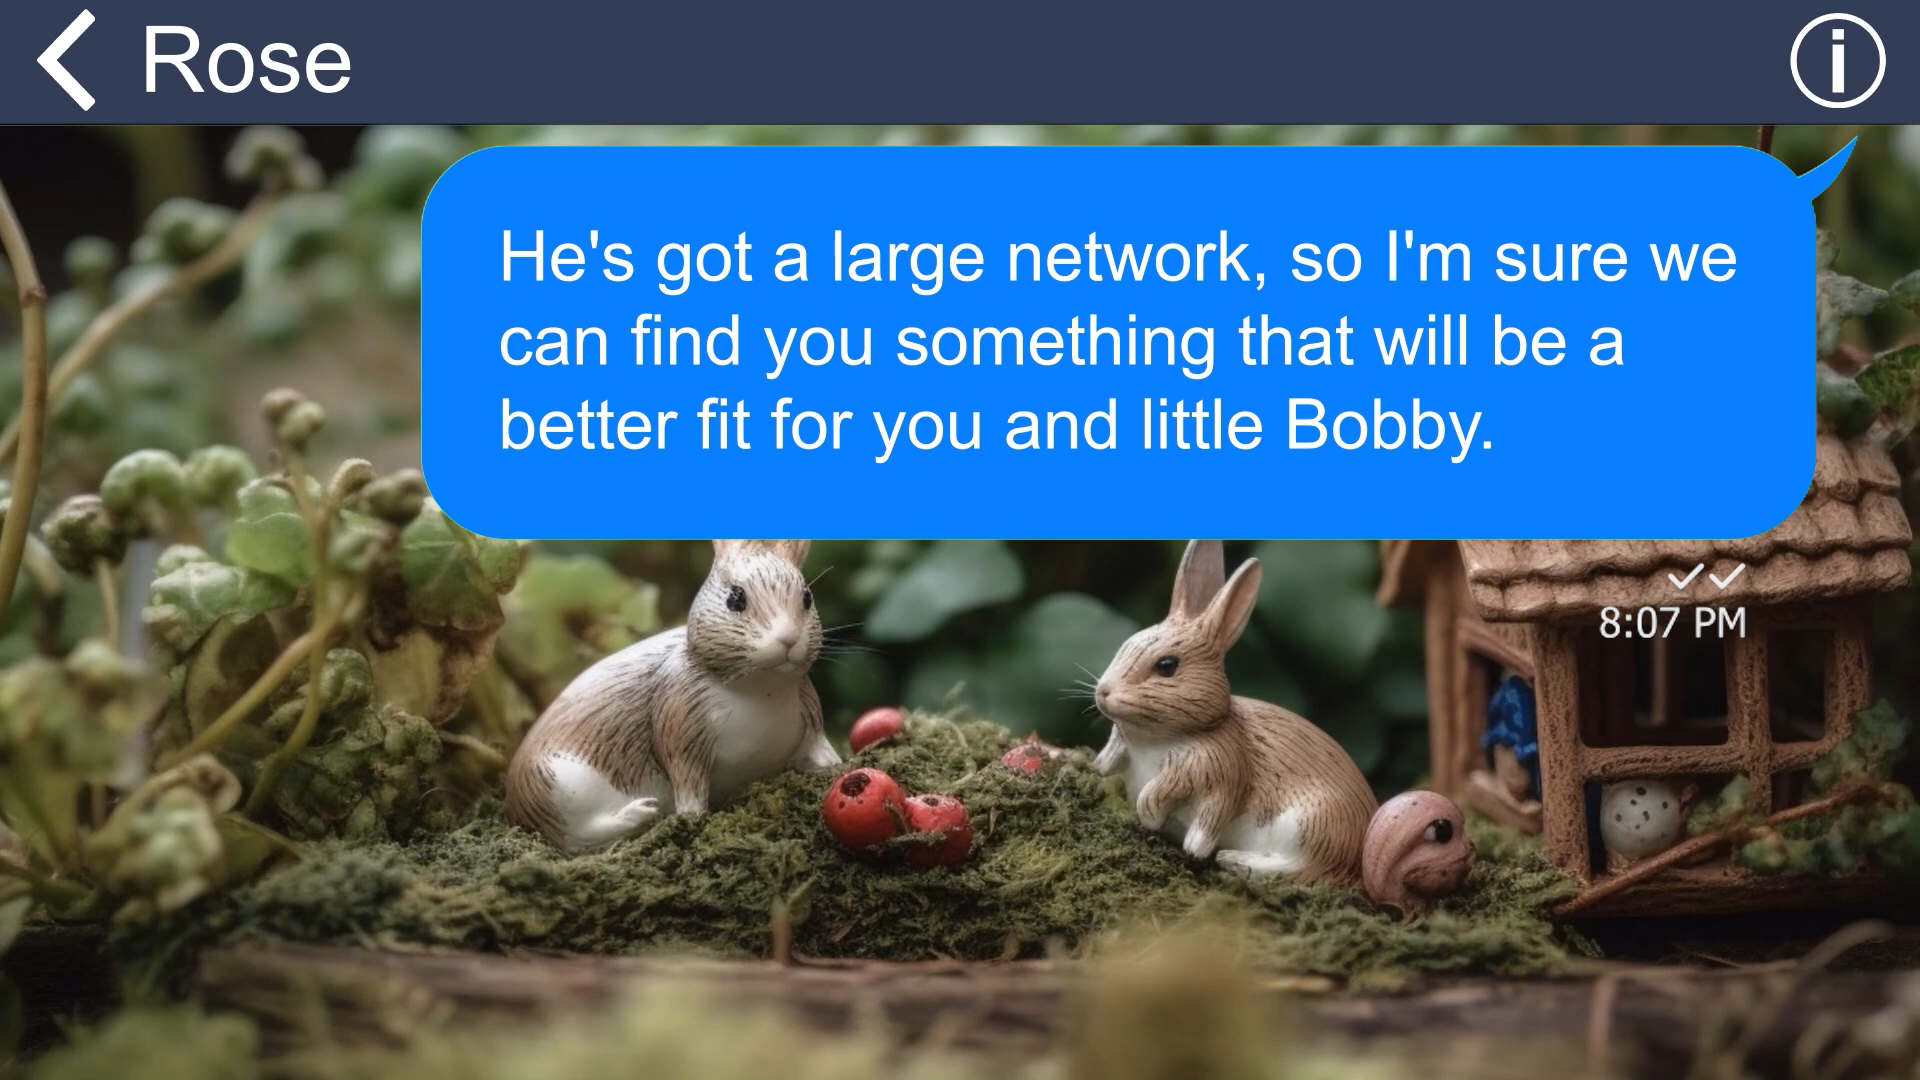 Rose
He's got a large network, so I'm sure we
can find you something that will be a
better fit for you and little Bobby.
8:07 PM